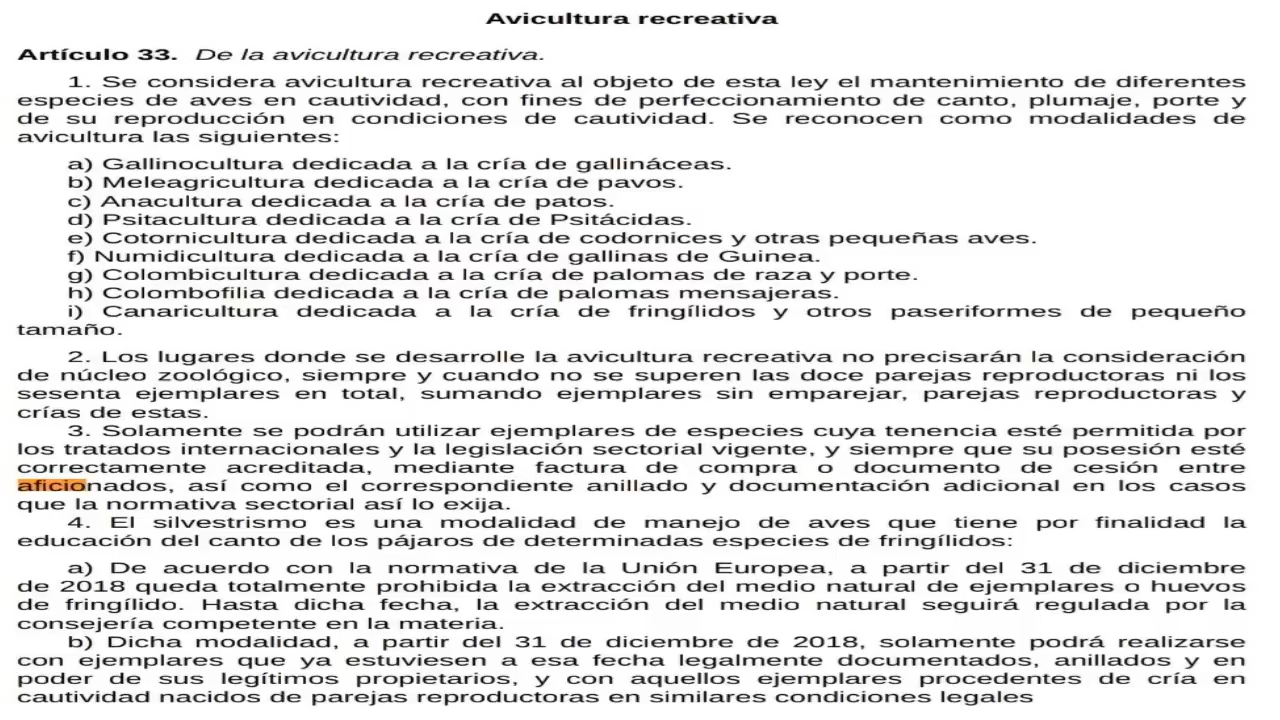 Avicultura recreativa
Artículo 33. De la avicultura recreativa.
1. Se considera avicultura recreativa al objeto de esta ley el mantenimiento de diferentes
especies de aves en cautividad, con fines de perfeccionamiento de canto, plumaje, porte y
de su reproducción en condiciones de cautividad. Se reconocen como modalidades de
avicultura las siguientes:
a) Gallinocultura dedicada a la cría de gallináceas.
b) Meleagricultura dedicada a la cría de pavos.
c) Anacultura dedicada a la cría de patos.
d) Psitacultura dedicada a la cría de Psitácidas.
e) Cotornicultura dedicada a la cría de codornices y otras pequeñas aves.
f) Numidicultura dedicada a la cría de gallinas de Guinea.
g) Colombicultura dedicada a la cría de palomas de raza y porte.
h) Colombofilia dedicada a la cría de palomas mensajeras.
i) Canaricultura dedicada a la cría de fringílidos y otros paseriformes de pequeño
tamaño.
2. Los lugares donde se desarrolle la avicultura recreativa no precisarán la consideración
de núcleo zoológico, siempre y cuando no se superen las doce parejas reproductoras ni los
sesenta ejemplares en total, sumando ejemplares sin emparejar, parejas reproductoras y
crías de estas.
3. Solamente se podrán utilizar ejemplares de especies cuya tenencia esté permitida por
los tratados internacionales y la legislación sectorial vigente, y siempre que su posesión esté
correctamente acreditada, mediante factura de compra o documento de cesión entre
aficionados, así como el correspondiente anillado y documentación adicional en los casos
que la normativa sectorial así lo exija.
4. El silvestrismo es una modalidad de manejo de aves que tiene por finalidad la
educación del canto de los pájaros de determinadas especies de fringílidos:
a) De acuerdo con la normativa de la Unión Europea, a partir del 31 de diciembre
de 2018 queda totalmente prohibida la extracción del medio natural de ejemplares o huevos
de fringílido. Hasta dicha fecha, la extracción del medio natural seguirá regulada por la
consejería competente en la materia.
b) Dicha modalidad, a partir del 31 de diciembre de 2018, solamente podrá realizarse
con ejemplares que ya estuviesen a esa fecha legalmente documentados, anillados y en
poder de sus legítimos propietarios, y con aquellos ejemplares procedentes de cría en
cautividad nacidos de parejas reproductoras en similares condiciones legales